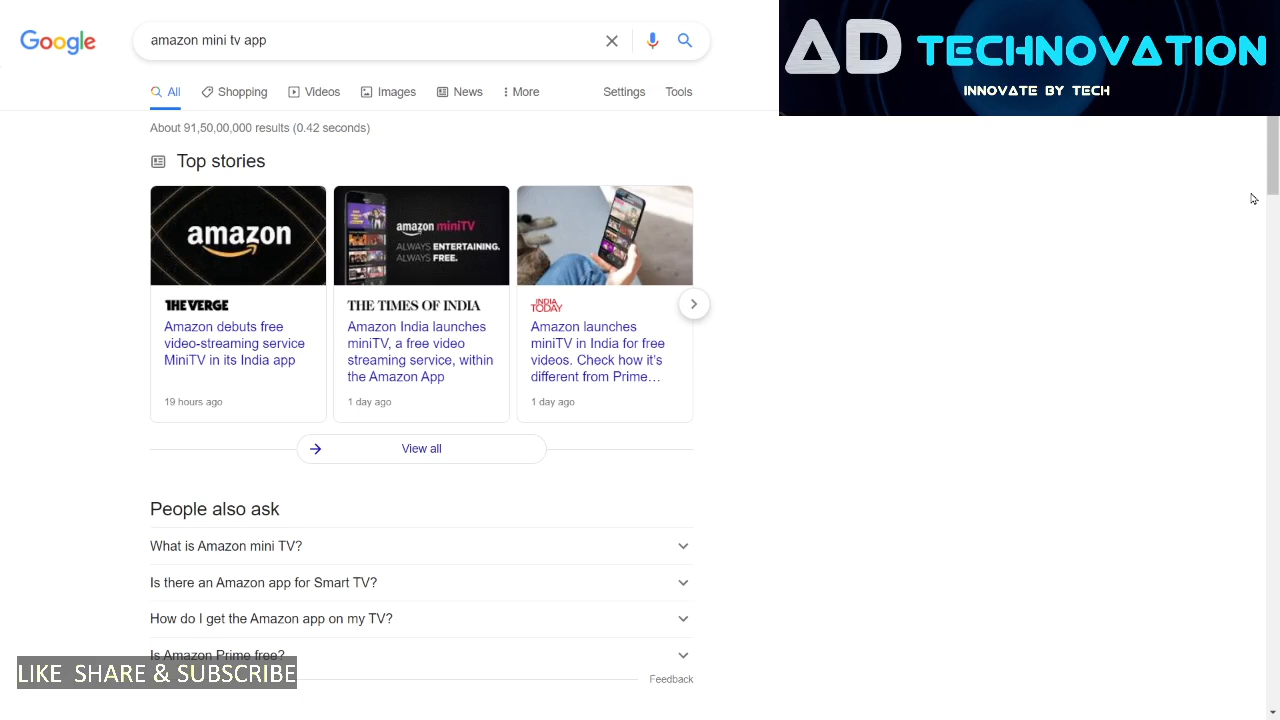 Google
amazon mini tv app
AD TECHNOVATION
INNOVATE BY TECH
All
Shopping
Videos
Images
News
More
Settings
Tools
About 91,50,00,000 results (0.42 seconds)
Top stories
amazon
THE VERGE
Amazon debuts free
video-streaming service
MiniTV in its India app
19 hours ago
amazon miniTV
ALWAYS ENTERTAINING.
ALWAYS FREE.
THE TIMES OF INDIA
Amazon India launches
miniTV, a free video
streaming service, within
the Amazon App
1 day ago
INDIA
TODAY
Amazon launches
miniTV in India for free
videos. Check how it's
different from Prime...
1 day ago
View all
People also ask
What is Amazon mini TV?
Is there an Amazon app for Smart TV?
How do I get the Amazon app on my TV?
Is Amazon Prime free?
LIKE SHARE & SUBSCRIBE
Feedback